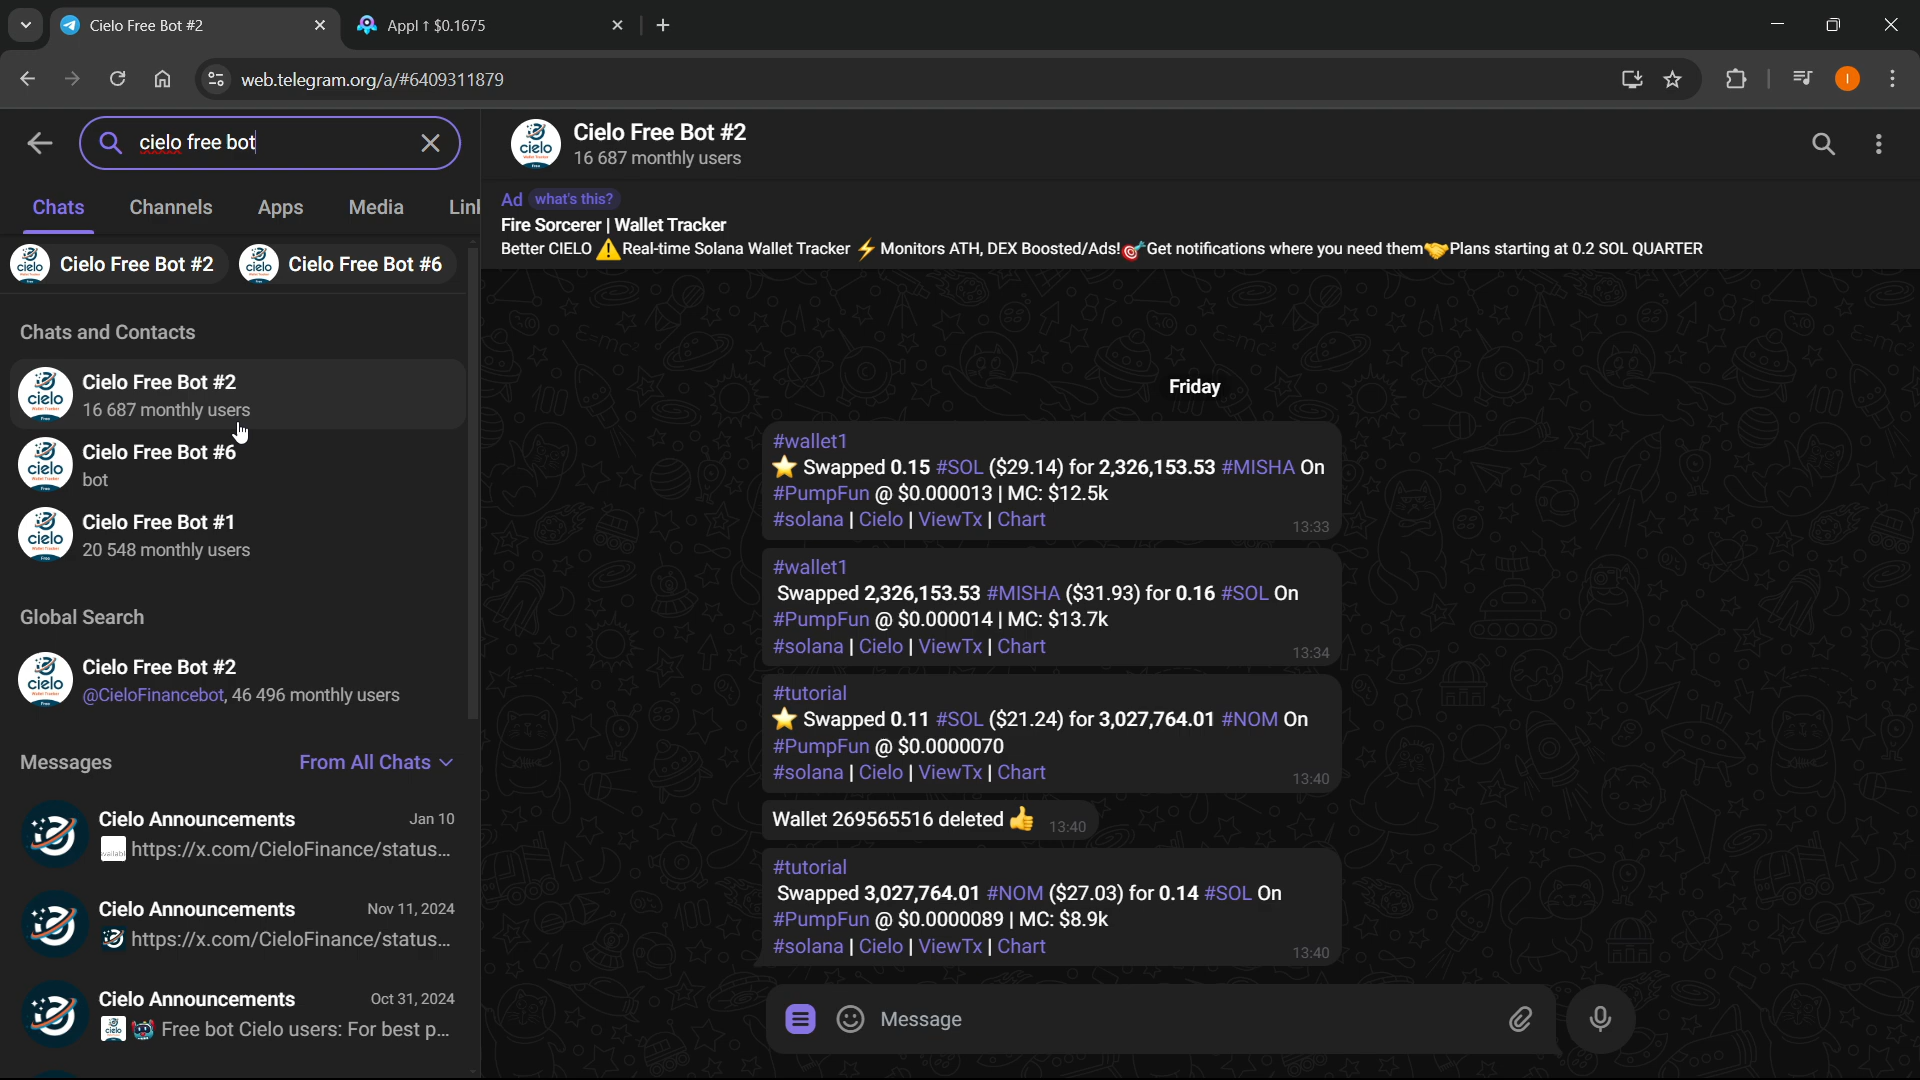 Cielo Free Bot #2
Appl ↑ $0.1675
web.telegram.org/a/#6409311879
I
cielo free bot
Chats Channels Apps Media Linl
Cielo Free Bot #2 Cielo Free Bot #6
Chats and Contacts
Cielo Free Bot #2
16 687 monthly users
Cielo Free Bot #6
bot
Cielo Free Bot #1
20 548 monthly users
Global Search
Cielo Free Bot #2
@CieloFinancebot, 46 496 monthly users
Messages From All Chats
Cielo Announcements Jan 10
https://x.com/CieloFinance/status...
Cielo Announcements Nov 11, 2024
https://x.com/CieloFinance/status...
Cielo Announcements Oct 31, 2024
Free bot Cielo users: For best p...
Cielo Free Bot #2
16 687 monthly users
Ad what's this?
Fire Sorcerer | Wallet Tracker
Better CIELO ⚠️Real-time Solana Wallet Tracker ⚡ Monitors ATH, DEX Boosted/Ads!🎯Get notifications where you need them🤝Plans starting at 0.2 SOL QUARTER
Friday
#wallet1
⭐ Swapped 0.15 #SOL ($29.14) for 2,326,153.53 #MISHA On
#PumpFun @ $0.000013 | MC: $12.5k
#solana | Cielo | ViewTx | Chart 13:33
#wallet1
Swapped 2,326,153.53 #MISHA ($31.93) for 0.16 #SOL On
#PumpFun @ $0.000014 | MC: $13.7k
#solana | Cielo | ViewTx | Chart 13:34
#tutorial
⭐ Swapped 0.11 #SOL ($21.24) for 3,027,764.01 #NOM On
#PumpFun @ $0.0000070
#solana | Cielo | ViewTx | Chart 13:40
Wallet 269565516 deleted 👍 13:40
#tutorial
Swapped 3,027,764.01 #NOM ($27.03) for 0.14 #SOL On
#PumpFun @ $0.0000089 | MC: $8.9k
#solana | Cielo | ViewTx | Chart 13:40
Message